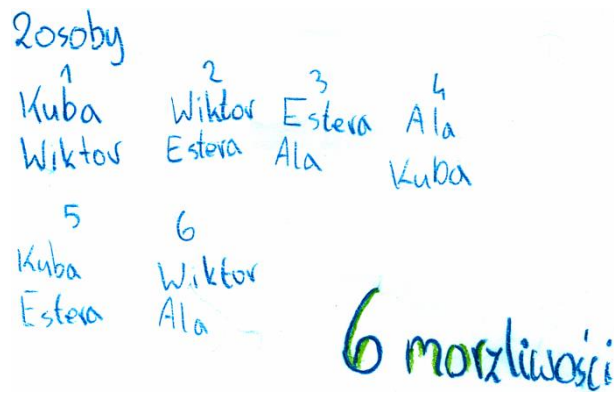 2osoby
1 2 3 4
Kuba Wiktor Estera Ala
Wiktor Estera Ala Kuba
5 6
Kuba Wiktor
Estera Ala
6 morzliwości